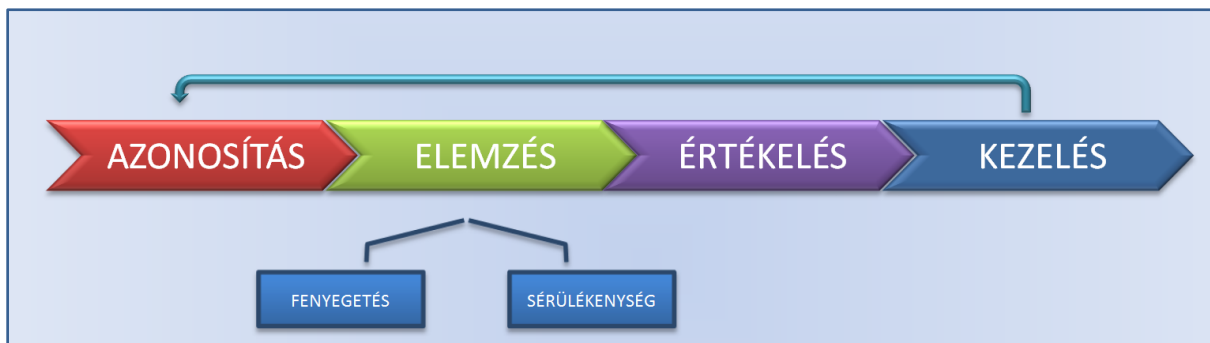 AZONOSÍTÁS
ELEMZÉS
ÉRTÉKELÉS
KEZELÉS
FENYEGETÉS
SÉRÜLÉKENYSÉG